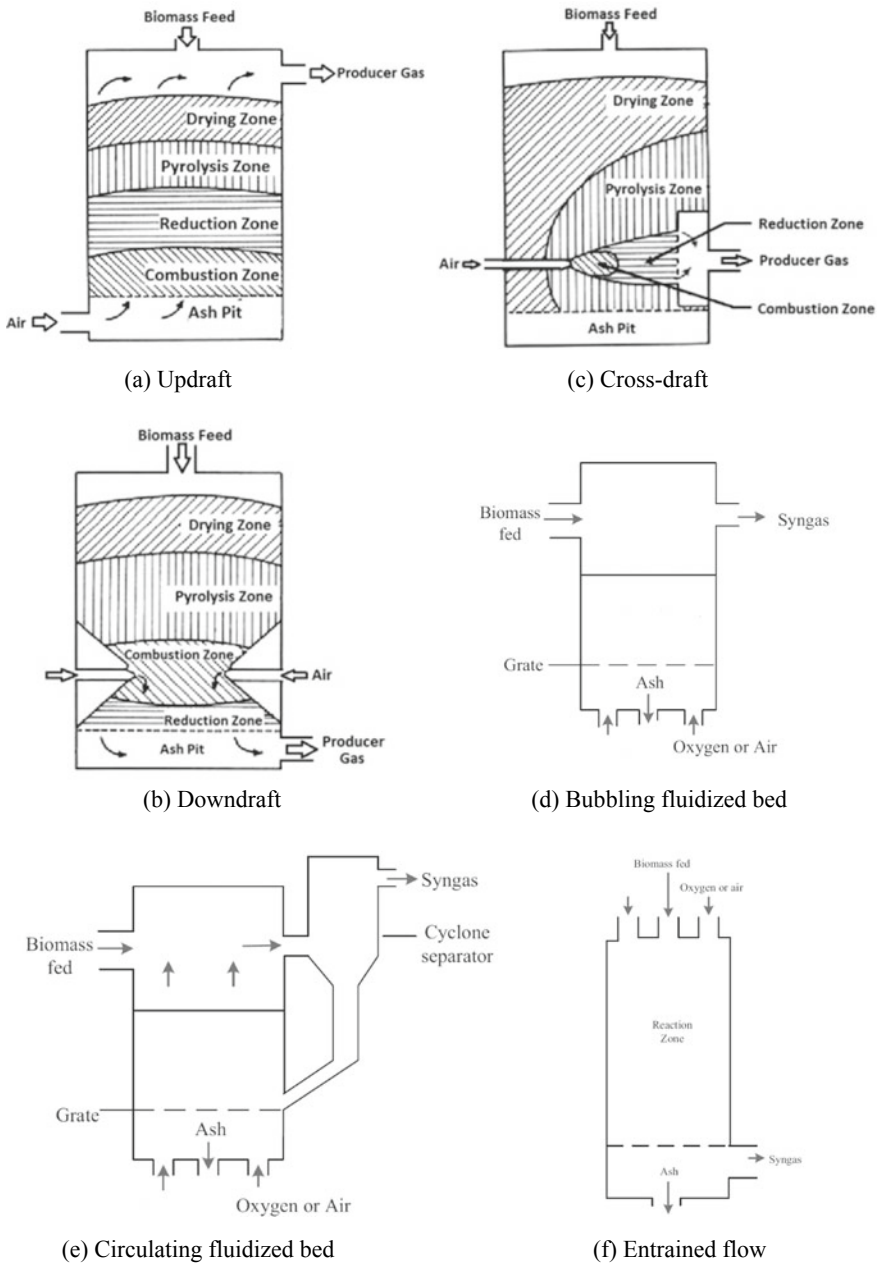 Biomass Feed
Producer Gas
Drying Zone
Pyrolysis Zone
Reduction Zone
Combustion Zone
Ash Pit
Air
(a) Updraft
Biomass Feed
Drying Zone
Pyrolysis Zone
Reduction Zone
Air
Producer Gas
Combustion Zone
Ash Pit
(c) Cross-draft
Biomass Feed
Drying Zone
Pyrolysis Zone
Combustion Zone
Air
Reduction Zone
Ash Pit
Producer
Gas
(b) Downdraft
Biomass
fed
Syngas
Grate
Ash
Oxygen or Air
(d) Bubbling fluidized bed
Syngas
Biomass
fed
Cyclone
separator
Grate
Ash
Oxygen or Air
(e) Circulating fluidized bed
Biomass fed
Oxygen or air
Reaction
Zone
Ash
Syngas
(f) Entrained flow